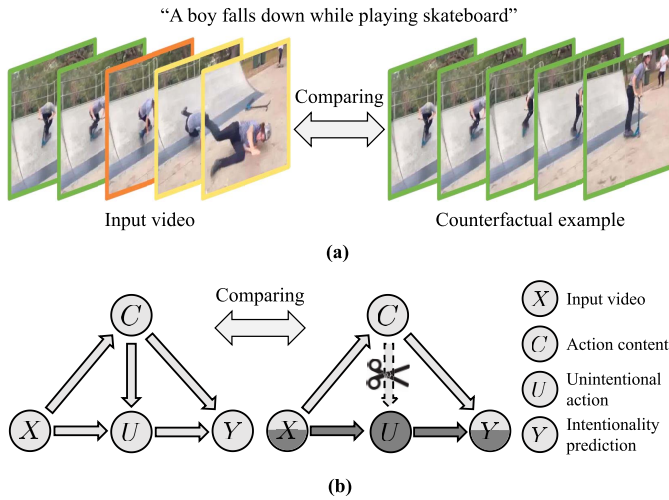 “A boy falls down while playing skateboard”
Comparing
Input video
Counterfactual example
(a)
Comparing
C
X
U
Y
C
X
U
Y
X Input video
C Action content
U Unintentional action
Y Intentionality prediction
(b)